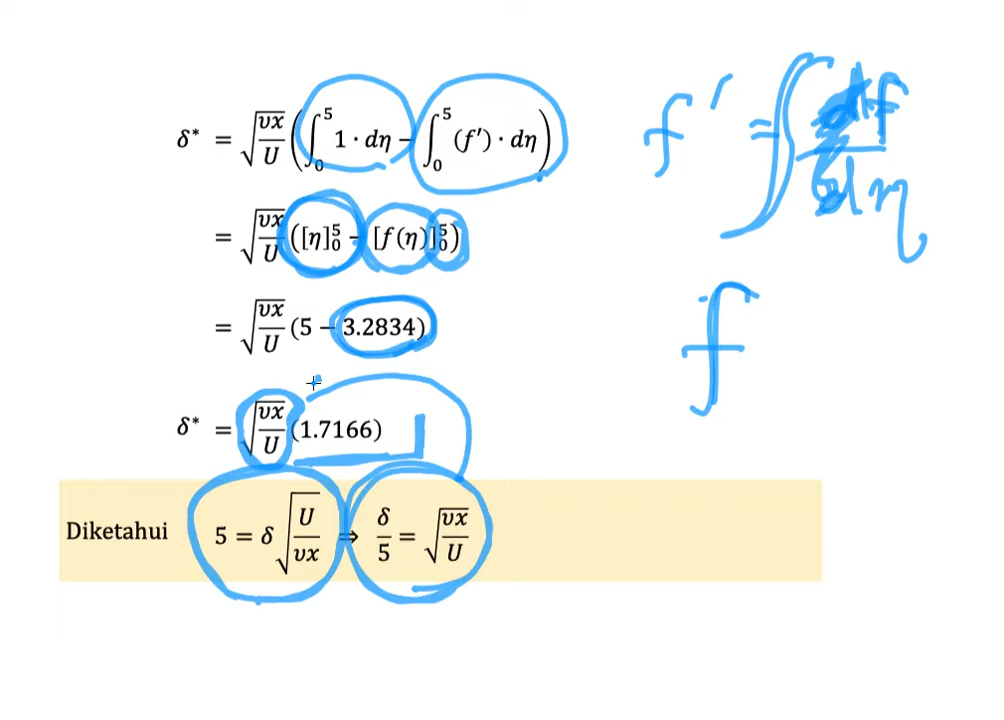 δ* = √(υx/U) (∫₀⁵ 1 · dη − ∫₀⁵ (f′) · dη)
f′ = ∫ df/dη
= √(υx/U) ([η]₀⁵ − [f(η)]₀⁵)
f
= √(υx/U) (5 − 3.2834)
δ* = √(υx/U) (1.7166)
Diketahui 5 = δ √(U/υx) ⇒ δ/5 = √(υx/U)